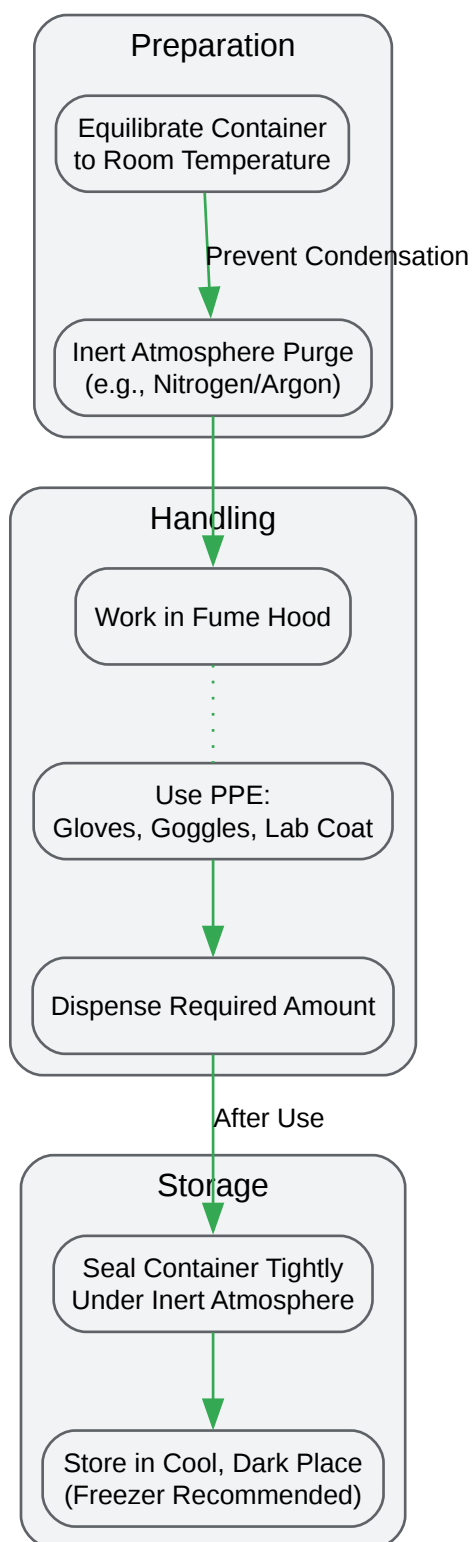 Preparation
Equilibrate Container
to Room Temperature
Prevent Condensation
Inert Atmosphere Purge
(e.g., Nitrogen/Argon)
Handling
Work in Fume Hood
Use PPE:
Gloves, Goggles, Lab Coat
Dispense Required Amount
After Use
Storage
Seal Container Tightly
Under Inert Atmosphere
Store in Cool, Dark Place
(Freezer Recommended)